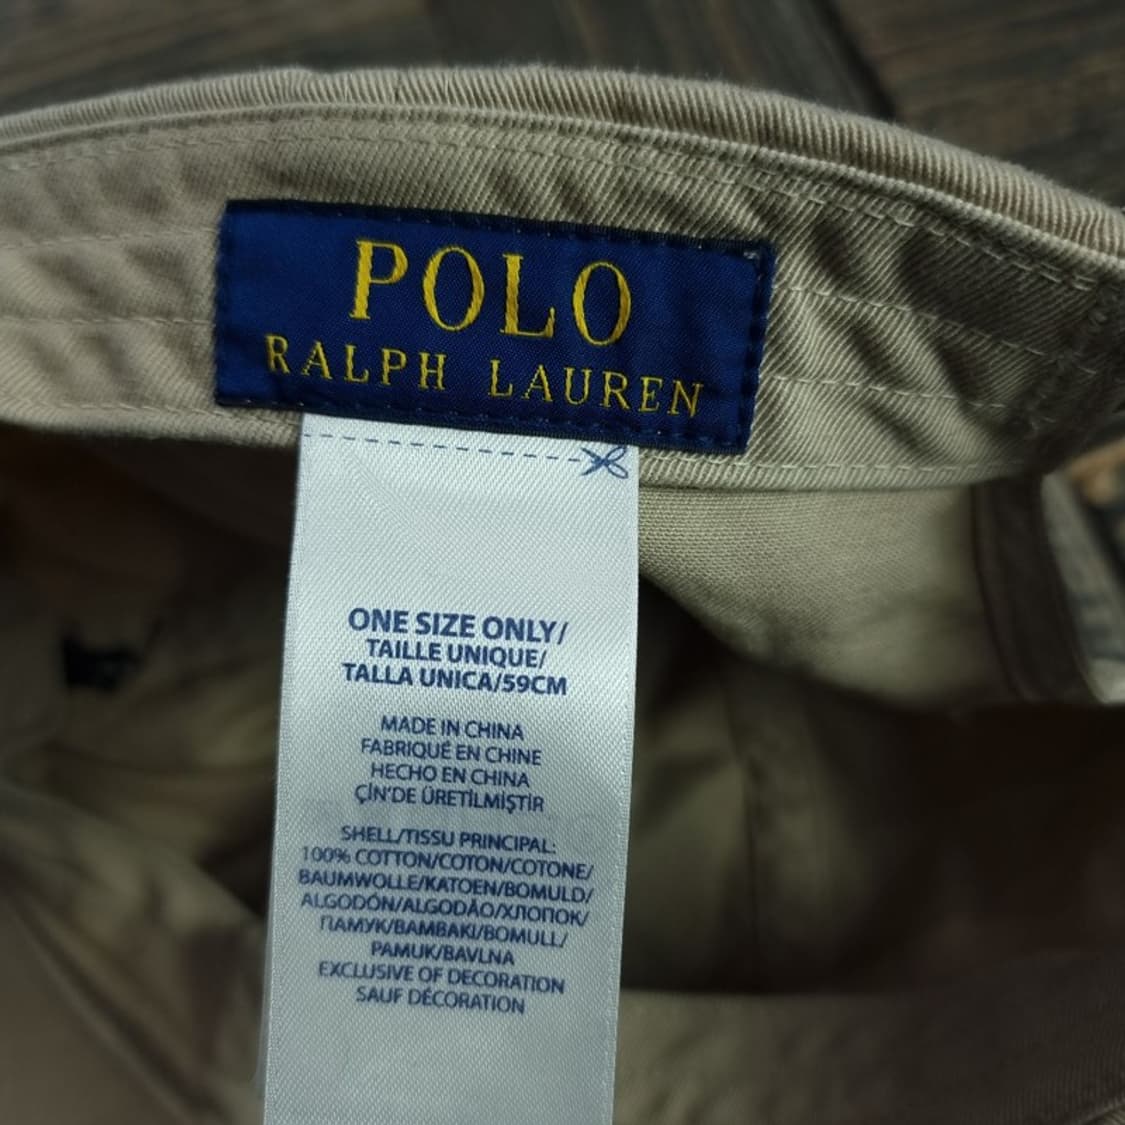 POLO
RALPH LAUREN
ONE SIZE ONLY/
TAILLE UNIQUE/
TALLA UNICA/59CM
MADE IN CHINA
FABRIQUÉ EN CHINE
HECHO EN CHINA
ÇİN'DE ÜRETİLMİŞTİR
SHELL/TISSU PRINCIPAL:
100% COTTON/COTON/COTONE/
BAUMWOLLE/KATOEN/BOMULD/
ALGODÓN/ALGODÃO/ХЛОПОК/
ПАМУК/ΒΑΜΒΑΚΙ/BOMULL/
PAMUK/BAVLNA
EXCLUSIVE OF DECORATION
SAUF DÉCORATION